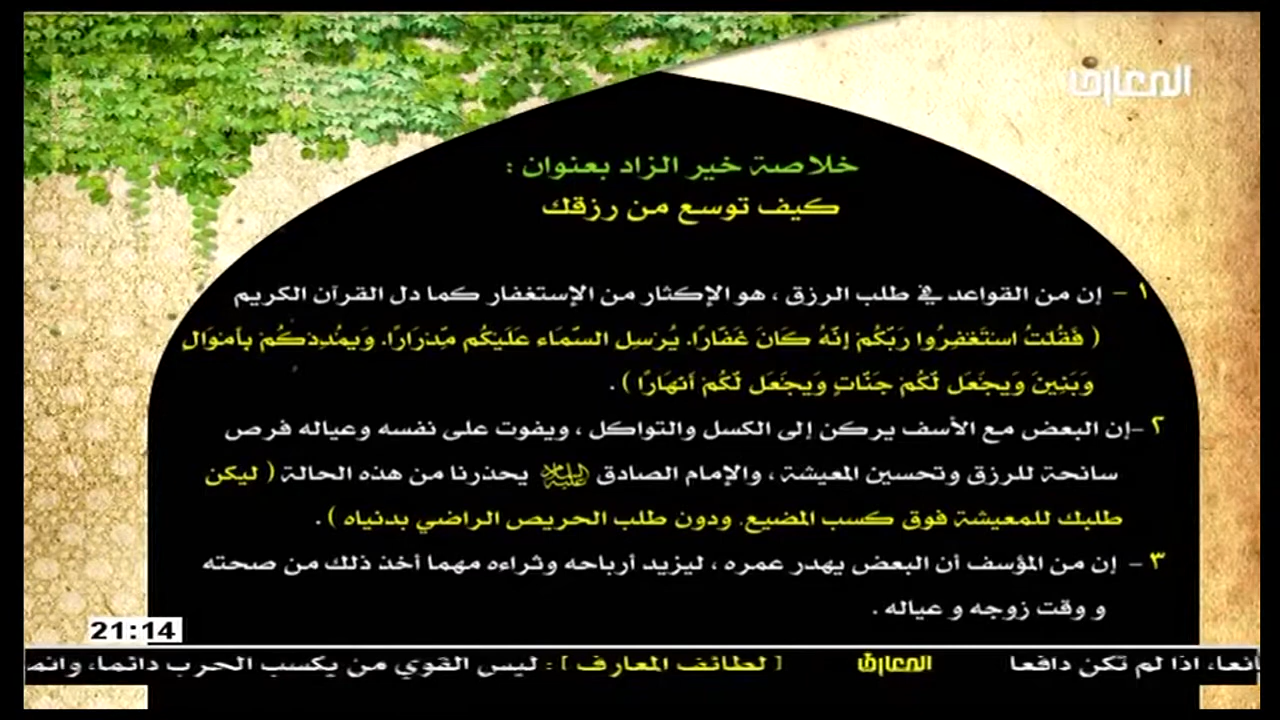 المعارف
خلاصة خير الزاد بعنوان :
كيف توسع من رزقك
١ - إن من القواعد في طلب الرزق ، هو الإكثار من الإستغفار كما دل القرآن الكريم
( فَقُلْتُ اسْتَغْفِرُوا رَبَّكُمْ إِنَّهُ كَانَ غَفَّارًا. يُرْسِلِ السَّمَاء عَلَيْكُم مِّدْرَارًا. وَيُمْدِدْكُمْ بِأَمْوَالٍ
وَبَنِينَ وَيَجْعَل لَّكُمْ جَنَّاتٍ وَيَجْعَل لَّكُمْ أَنْهَارًا ) .
٢ -إن البعض مع الأسف يركن إلى الكسل والتواكل ، ويفوت على نفسه وعياله فرص
سانحة للرزق وتحسين المعيشة ، والإمام الصادق عليه السلام يحذرنا من هذه الحالة ( ليكن
طلبك للمعيشة فوق كسب المضيع. ودون طلب الحريص الراضي بدنياه ) .
٣ - إن من المؤسف أن البعض يهدر عمره ، ليزيد أرباحه وثراءه مهما أخذ ذلك من صحته
و وقت زوجه و عياله .
21:14
اذا لم تكن دافعا المعارف [ لطائف المعارف ] : ليس القوي من يكسب الحرب دائما، وانم